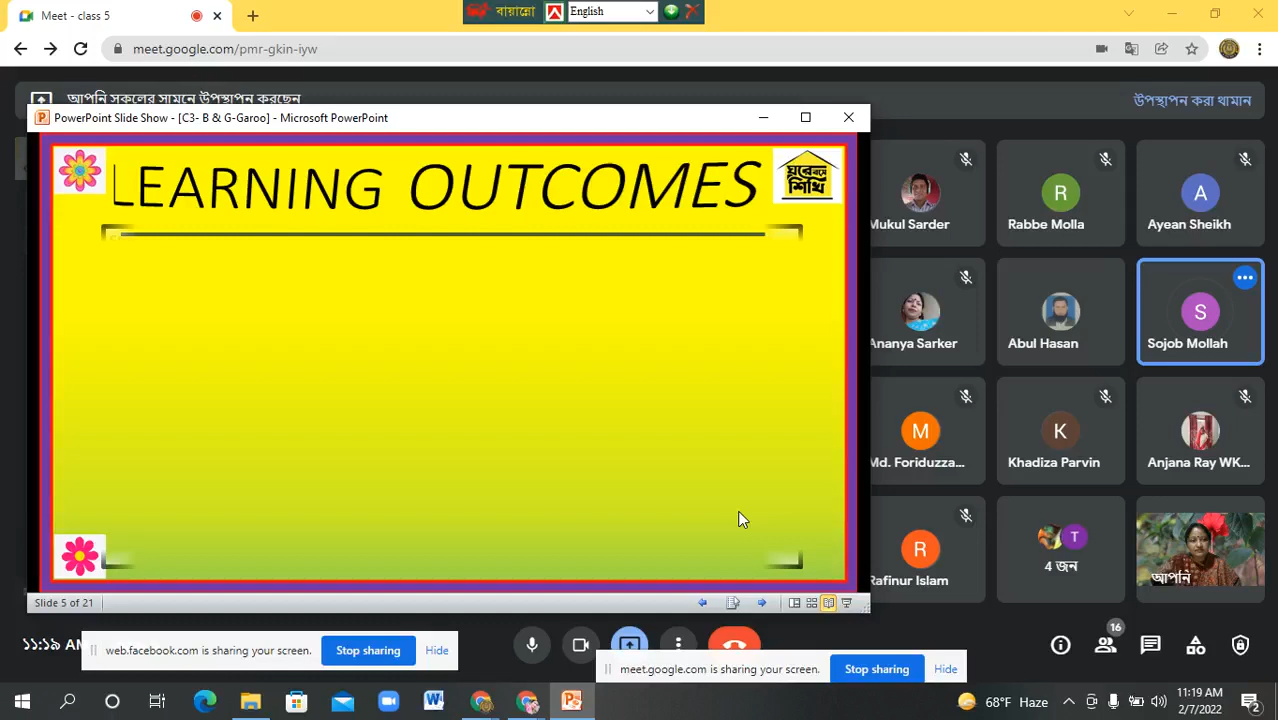 Meet - class 5
বায়ান্নো
English
meet.google.com/pmr-gkin-iyw
আপনি সকলের সামনে উপস্থাপন করছেন
উপস্থাপন করা থামান
PowerPoint Slide Show - [C3- B & G-Garoo] - Microsoft PowerPoint
LEARNING OUTCOMES
ঘরে বসে
শিখি
Mukul Sarder
R
Rabbe Molla
A
Ayean Sheikh
Ananya Sarker
Abul Hasan
S
Sojob Mollah
M
Md. Foriduzza...
K
Khadiza Parvin
Anjana Ray WK...
R
Rafinur Islam
T
4 জন
আপনি
Slide 5 of 21
১১:১৯ AM
web.facebook.com is sharing your screen.
Stop sharing
Hide
meet.google.com is sharing your screen.
Stop sharing
Hide
16
68°F Haze
11:19 AM
2/7/2022
2